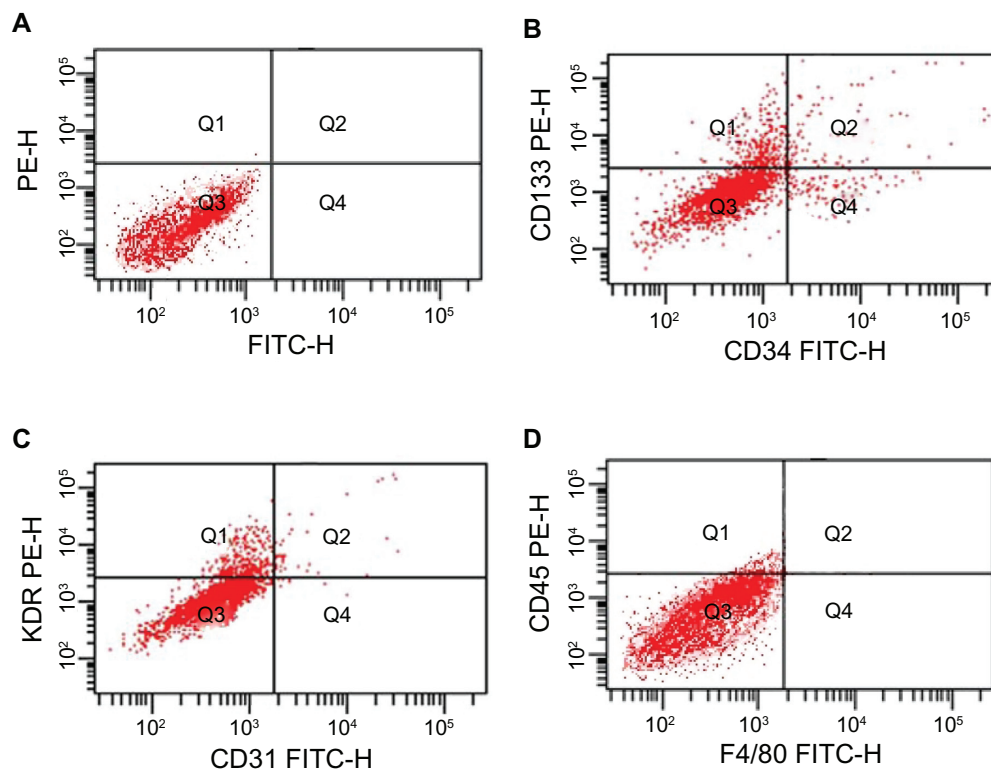 A
PE-H
10⁵
10⁴
10³
10²
Q1
Q2
Q3
Q4
10² 10³ 10⁴ 10⁵
FITC-H
B
CD133 PE-H
10⁵
10⁴
10³
10²
Q1
Q2
Q3
Q4
10² 10³ 10⁴ 10⁵
CD34 FITC-H
C
KDR PE-H
10⁵
10⁴
10³
10²
Q1
Q2
Q3
Q4
10² 10³ 10⁴ 10⁵
CD31 FITC-H
D
CD45 PE-H
10⁵
10⁴
10³
10²
Q1
Q2
Q3
Q4
10² 10³ 10⁴ 10⁵
F4/80 FITC-H